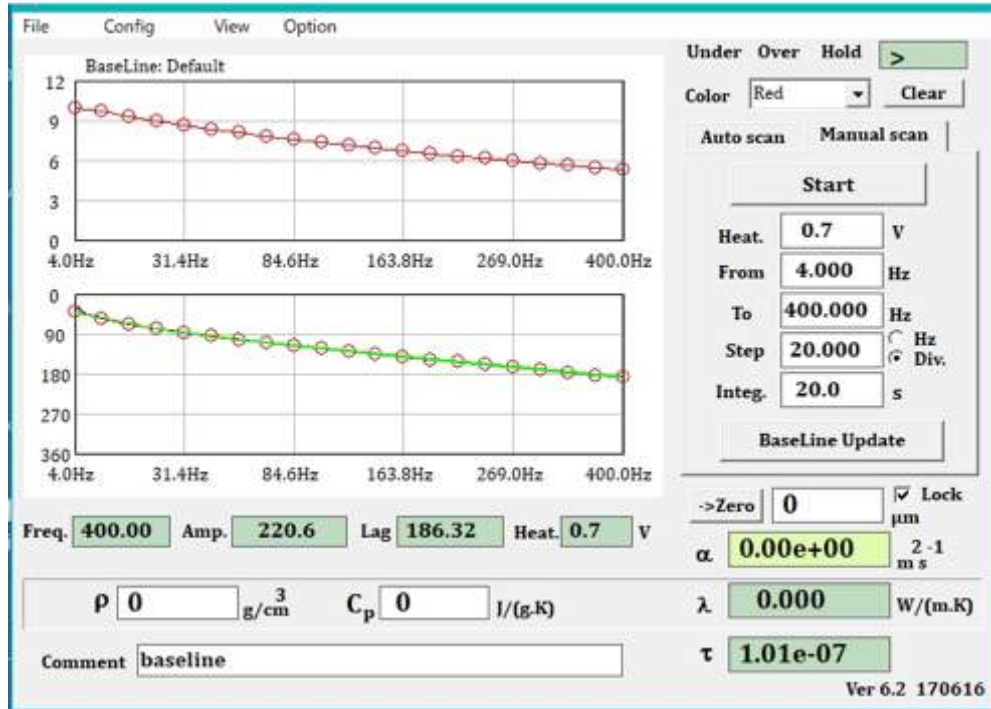 File Config View Option
BaseLine: Default
12
9
6
3
0
4.0Hz 31.4Hz 84.6Hz 163.8Hz 269.0Hz 400.0Hz
0
90
180
270
360
4.0Hz 31.4Hz 84.6Hz 163.8Hz 269.0Hz 400.0Hz
Under Over Hold >
Color Red Clear
Auto scan Manual scan
Start
Heat. 0.7 V
From 4.000 Hz
To 400.000 Hz
Step 20.000 Hz
Div.
Integ. 20.0 s
BaseLine Update
->Zero 0 Lock
µm
Freq. 400.00 Amp. 220.6 Lag 186.32 Heat. 0.7 V
α 0.00e+00 m² s⁻¹
ρ 0 g/cm³ Cp 0 J/(g.K)
λ 0.000 W/(m.K)
Comment baseline
τ 1.01e-07
Ver 6.2 170616